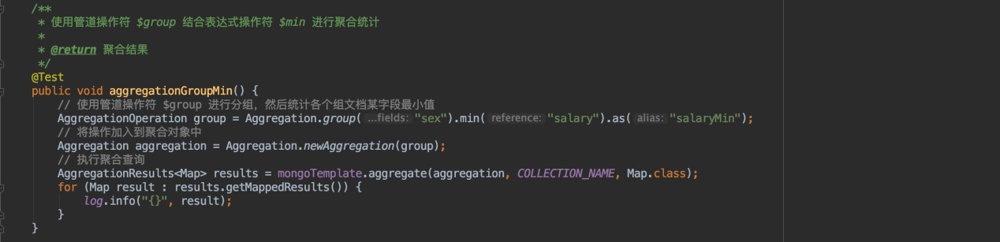 /**
 * 使用管道操作符 $group 结合表达式操作符 $min 进行聚合统计
 *
 * @return 聚合结果
 */
@Test
public void aggregationGroupMin() {
    // 使用管道操作符 $group 进行分组，然后统计各个组文档某字段最小值
    AggregationOperation group = Aggregation.group( ...fields: "sex").min( reference: "salary").as( alias: "salaryMin");
    // 将操作加入到聚合对象中
    Aggregation aggregation = Aggregation.newAggregation(group);
    // 执行聚合查询
    AggregationResults<Map> results = mongoTemplate.aggregate(aggregation, COLLECTION_NAME, Map.class);
    for (Map result : results.getMappedResults()) {
        log.info("{}", result);
    }
}